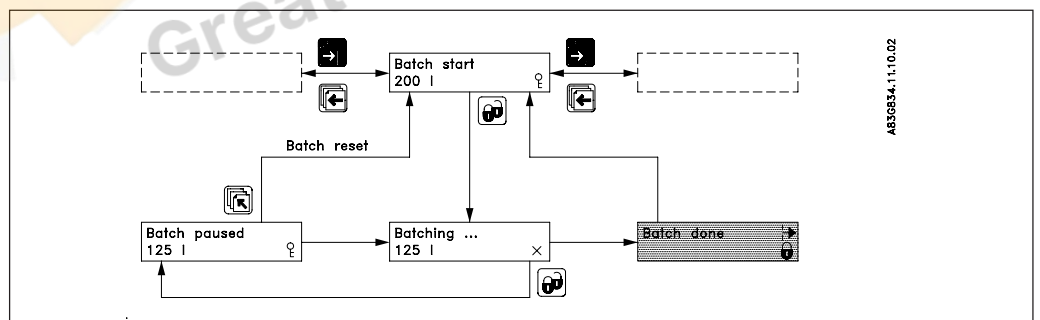 Great
Batch start
200 l
A83G834.11.10.02
Batch reset
Batch paused
125 l
Batching ...
125 l
Batch done